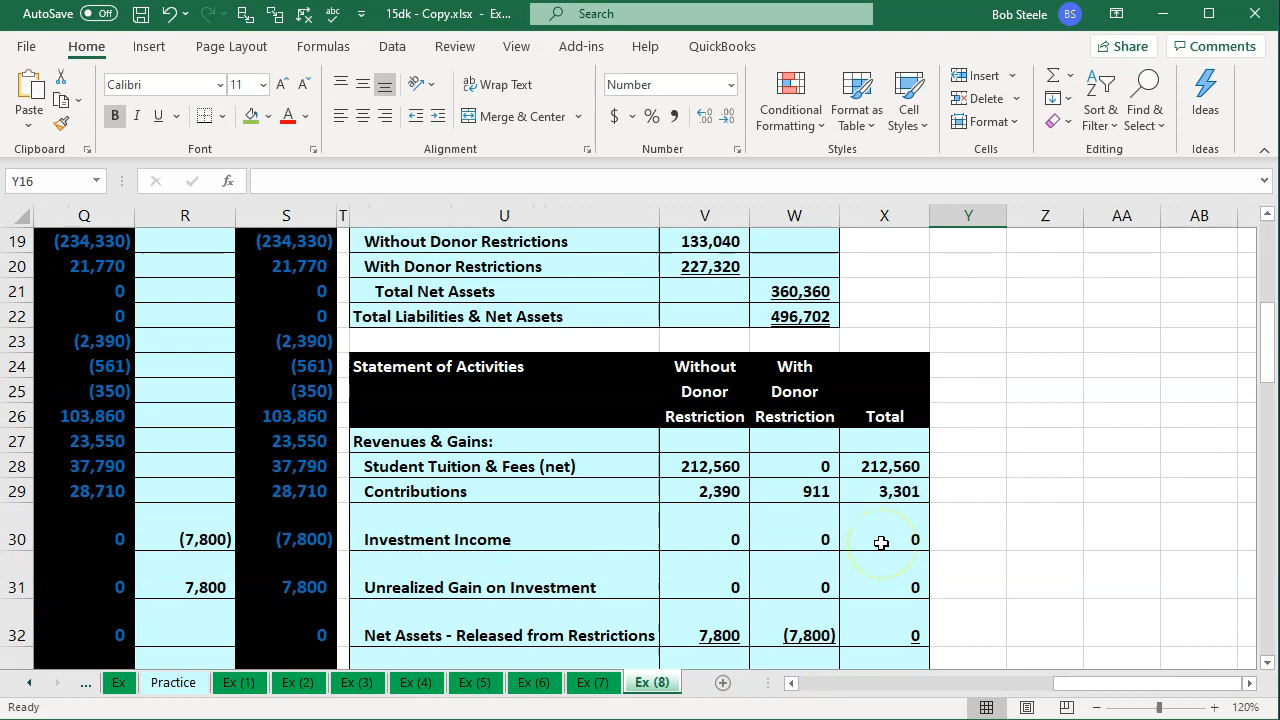 AutoSave Off 15dk - Copy.xlsx - Ex... Search Bob Steele BS
File Home Insert Page Layout Formulas Data Review View Add-ins Help QuickBooks Share Comments
Paste Calibri 11 Wrap Text Number Conditional Formatting Format as Table Cell Styles Insert Sort & Filter Find & Select Ideas
B I U Merge & Center $ % Delete
Format
Clipboard Font Alignment Number Styles Cells Editing Ideas
Y16 fx
Q R S T U V W X Y Z AA AB
19 (234,330) (234,330) Without Donor Restrictions 133,040
20 21,770 21,770 With Donor Restrictions 227,320
21 0 0 Total Net Assets 360,360
22 0 0 Total Liabilities & Net Assets 496,702
23 (2,390) (2,390)
24 (561) (561) Statement of Activities Without With
25 (350) (350) Donor Donor
26 103,860 103,860 Restriction Restriction Total
27 23,550 23,550 Revenues & Gains:
28 37,790 37,790 Student Tuition & Fees (net) 212,560 0 212,560
29 28,710 28,710 Contributions 2,390 911 3,301
30 0 (7,800) (7,800) Investment Income 0 0 0
31 0 7,800 7,800 Unrealized Gain on Investment 0 0 0
32 0 0 Net Assets - Released from Restrictions 7,800 (7,800) 0
... Ex Practice Ex (1) Ex (2) Ex (3) Ex (4) Ex (5) Ex (6) Ex (7) Ex (8)
Ready 120%